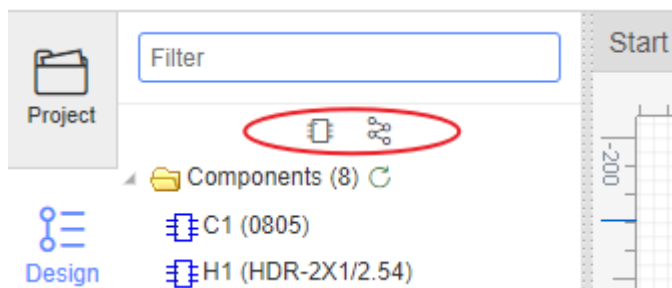 Filter
Start
Project
Components (8)
-200
C1 (0805)
Design
H1 (HDR-2X1/2.54)